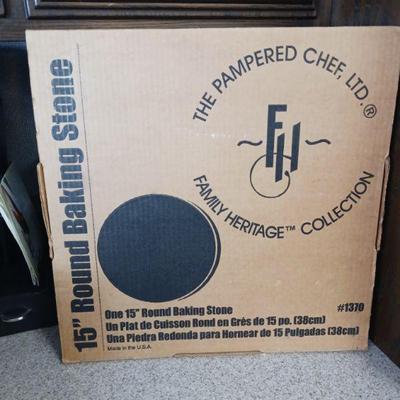 15" Round Baking Stone
THE PAMPERED CHEF, LTD.®
FH
FAMILY HERITAGE™ COLLECTION
One 15" Round Baking Stone
#1370
Un Plat de Cuisson Rond en Grés de 15 po. (38cm)
Una Piedra Redonda para Hornear de 15 Pulgadas (38cm)
Made in the U.S.A.